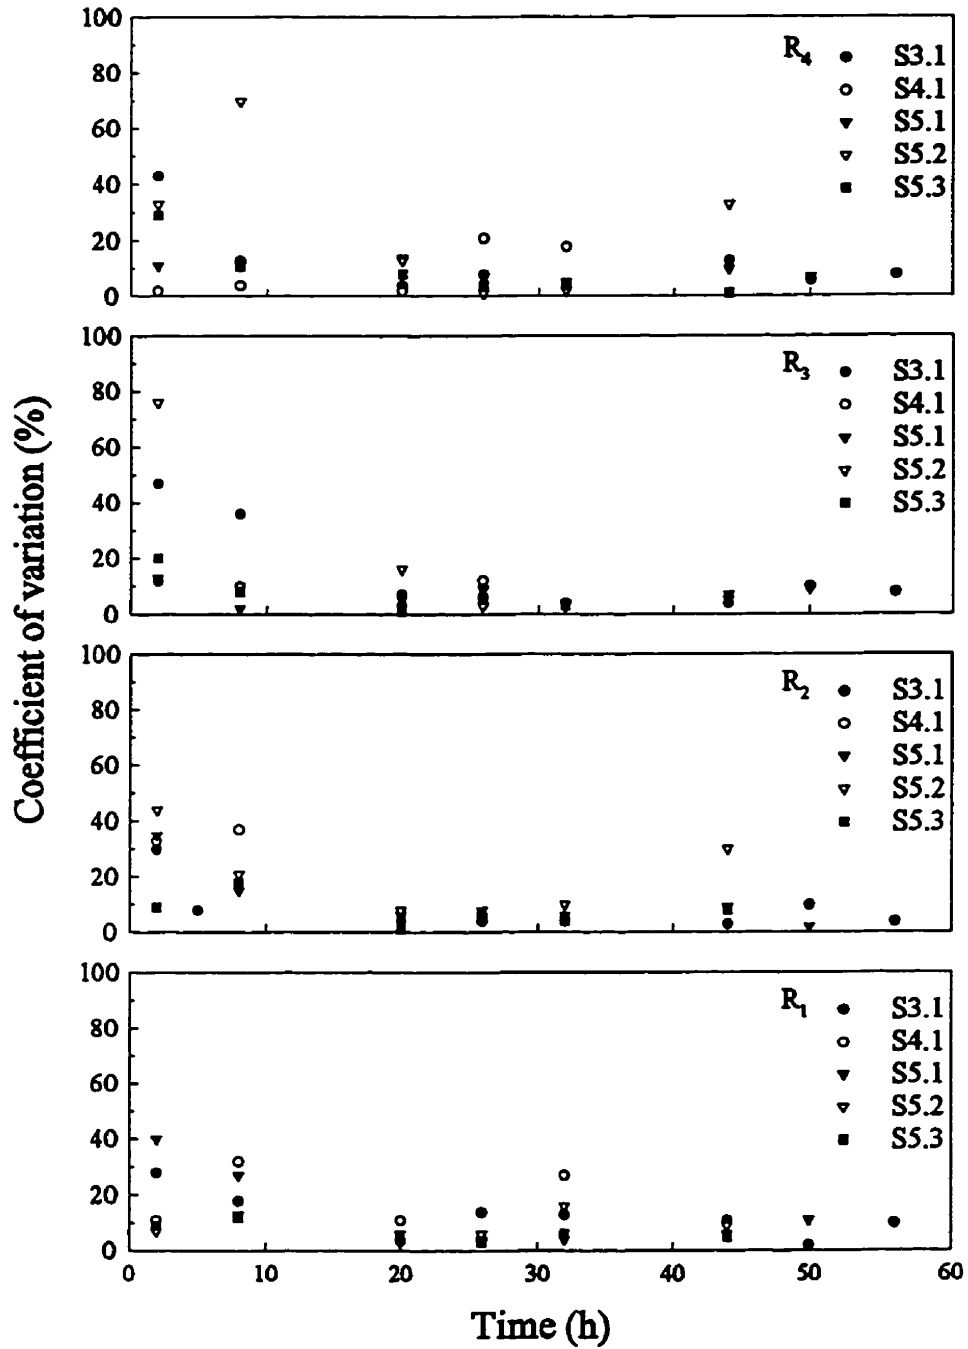 Coefficient of variation (%)
100
80
60
40
20
0
R4
S3.1
S4.1
S5.1
S5.2
S5.3
100
80
60
40
20
0
R3
S3.1
S4.1
S5.1
S5.2
S5.3
100
80
60
40
20
0
R2
S3.1
S4.1
S5.1
S5.2
S5.3
100
80
60
40
20
0
R1
S3.1
S4.1
S5.1
S5.2
S5.3
0 10 20 30 40 50 60
Time (h)